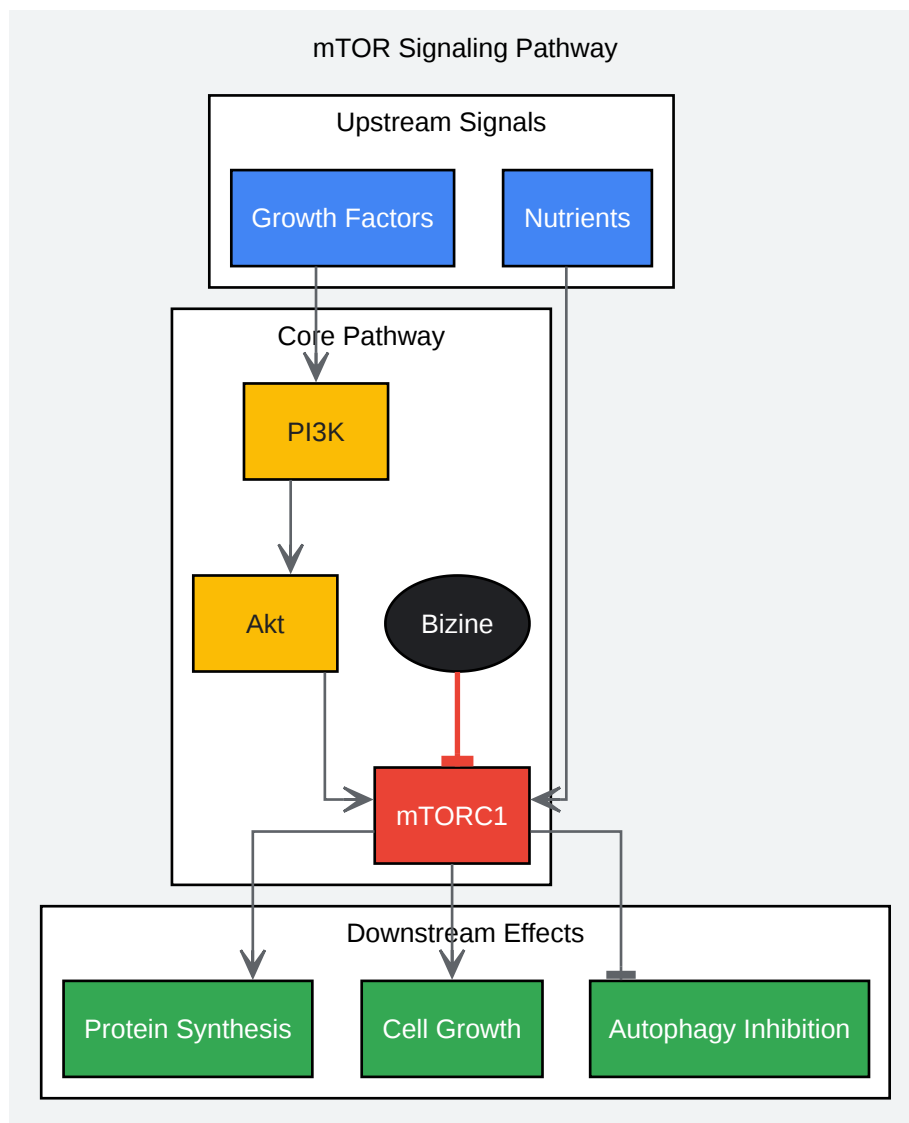 mTOR Signaling Pathway
Upstream Signals
Growth Factors
Nutrients
Core Pathway
PI3K
Akt
Bizine
mTORC1
Downstream Effects
Protein Synthesis
Cell Growth
Autophagy Inhibition